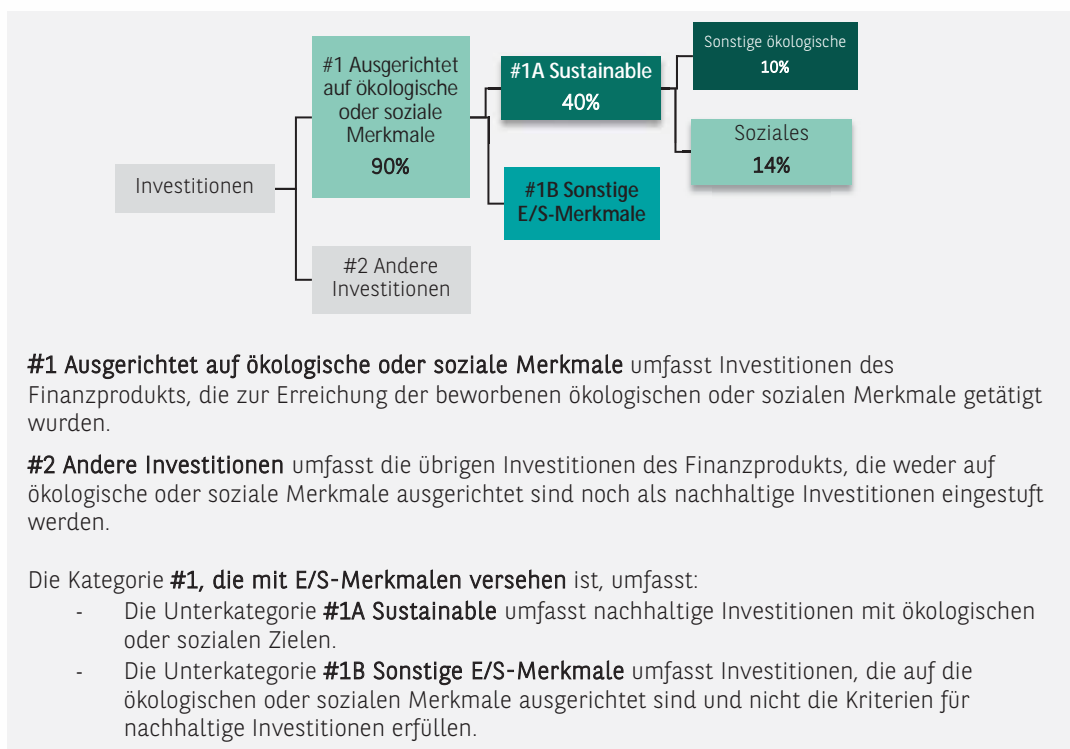 Sonstige ökologische
10%
#1 Ausgerichtet
auf ökologische
oder soziale
Merkmale
90%
#1A Sustainable
40%
Soziales
14%
Investitionen
#1B Sonstige
E/S-Merkmale
#2 Andere
Investitionen
#1 Ausgerichtet auf ökologische oder soziale Merkmale umfasst Investitionen des
Finanzprodukts, die zur Erreichung der beworbenen ökologischen oder sozialen Merkmale getätigt
wurden.
#2 Andere Investitionen umfasst die übrigen Investitionen des Finanzprodukts, die weder auf
ökologische oder soziale Merkmale ausgerichtet sind noch als nachhaltige Investitionen eingestuft
werden.
Die Kategorie #1, die mit E/S-Merkmalen versehen ist, umfasst:
- Die Unterkategorie #1A Sustainable umfasst nachhaltige Investitionen mit ökologischen
oder sozialen Zielen.
- Die Unterkategorie #1B Sonstige E/S-Merkmale umfasst Investitionen, die auf die
ökologischen oder sozialen Merkmale ausgerichtet sind und nicht die Kriterien für
nachhaltige Investitionen erfüllen.